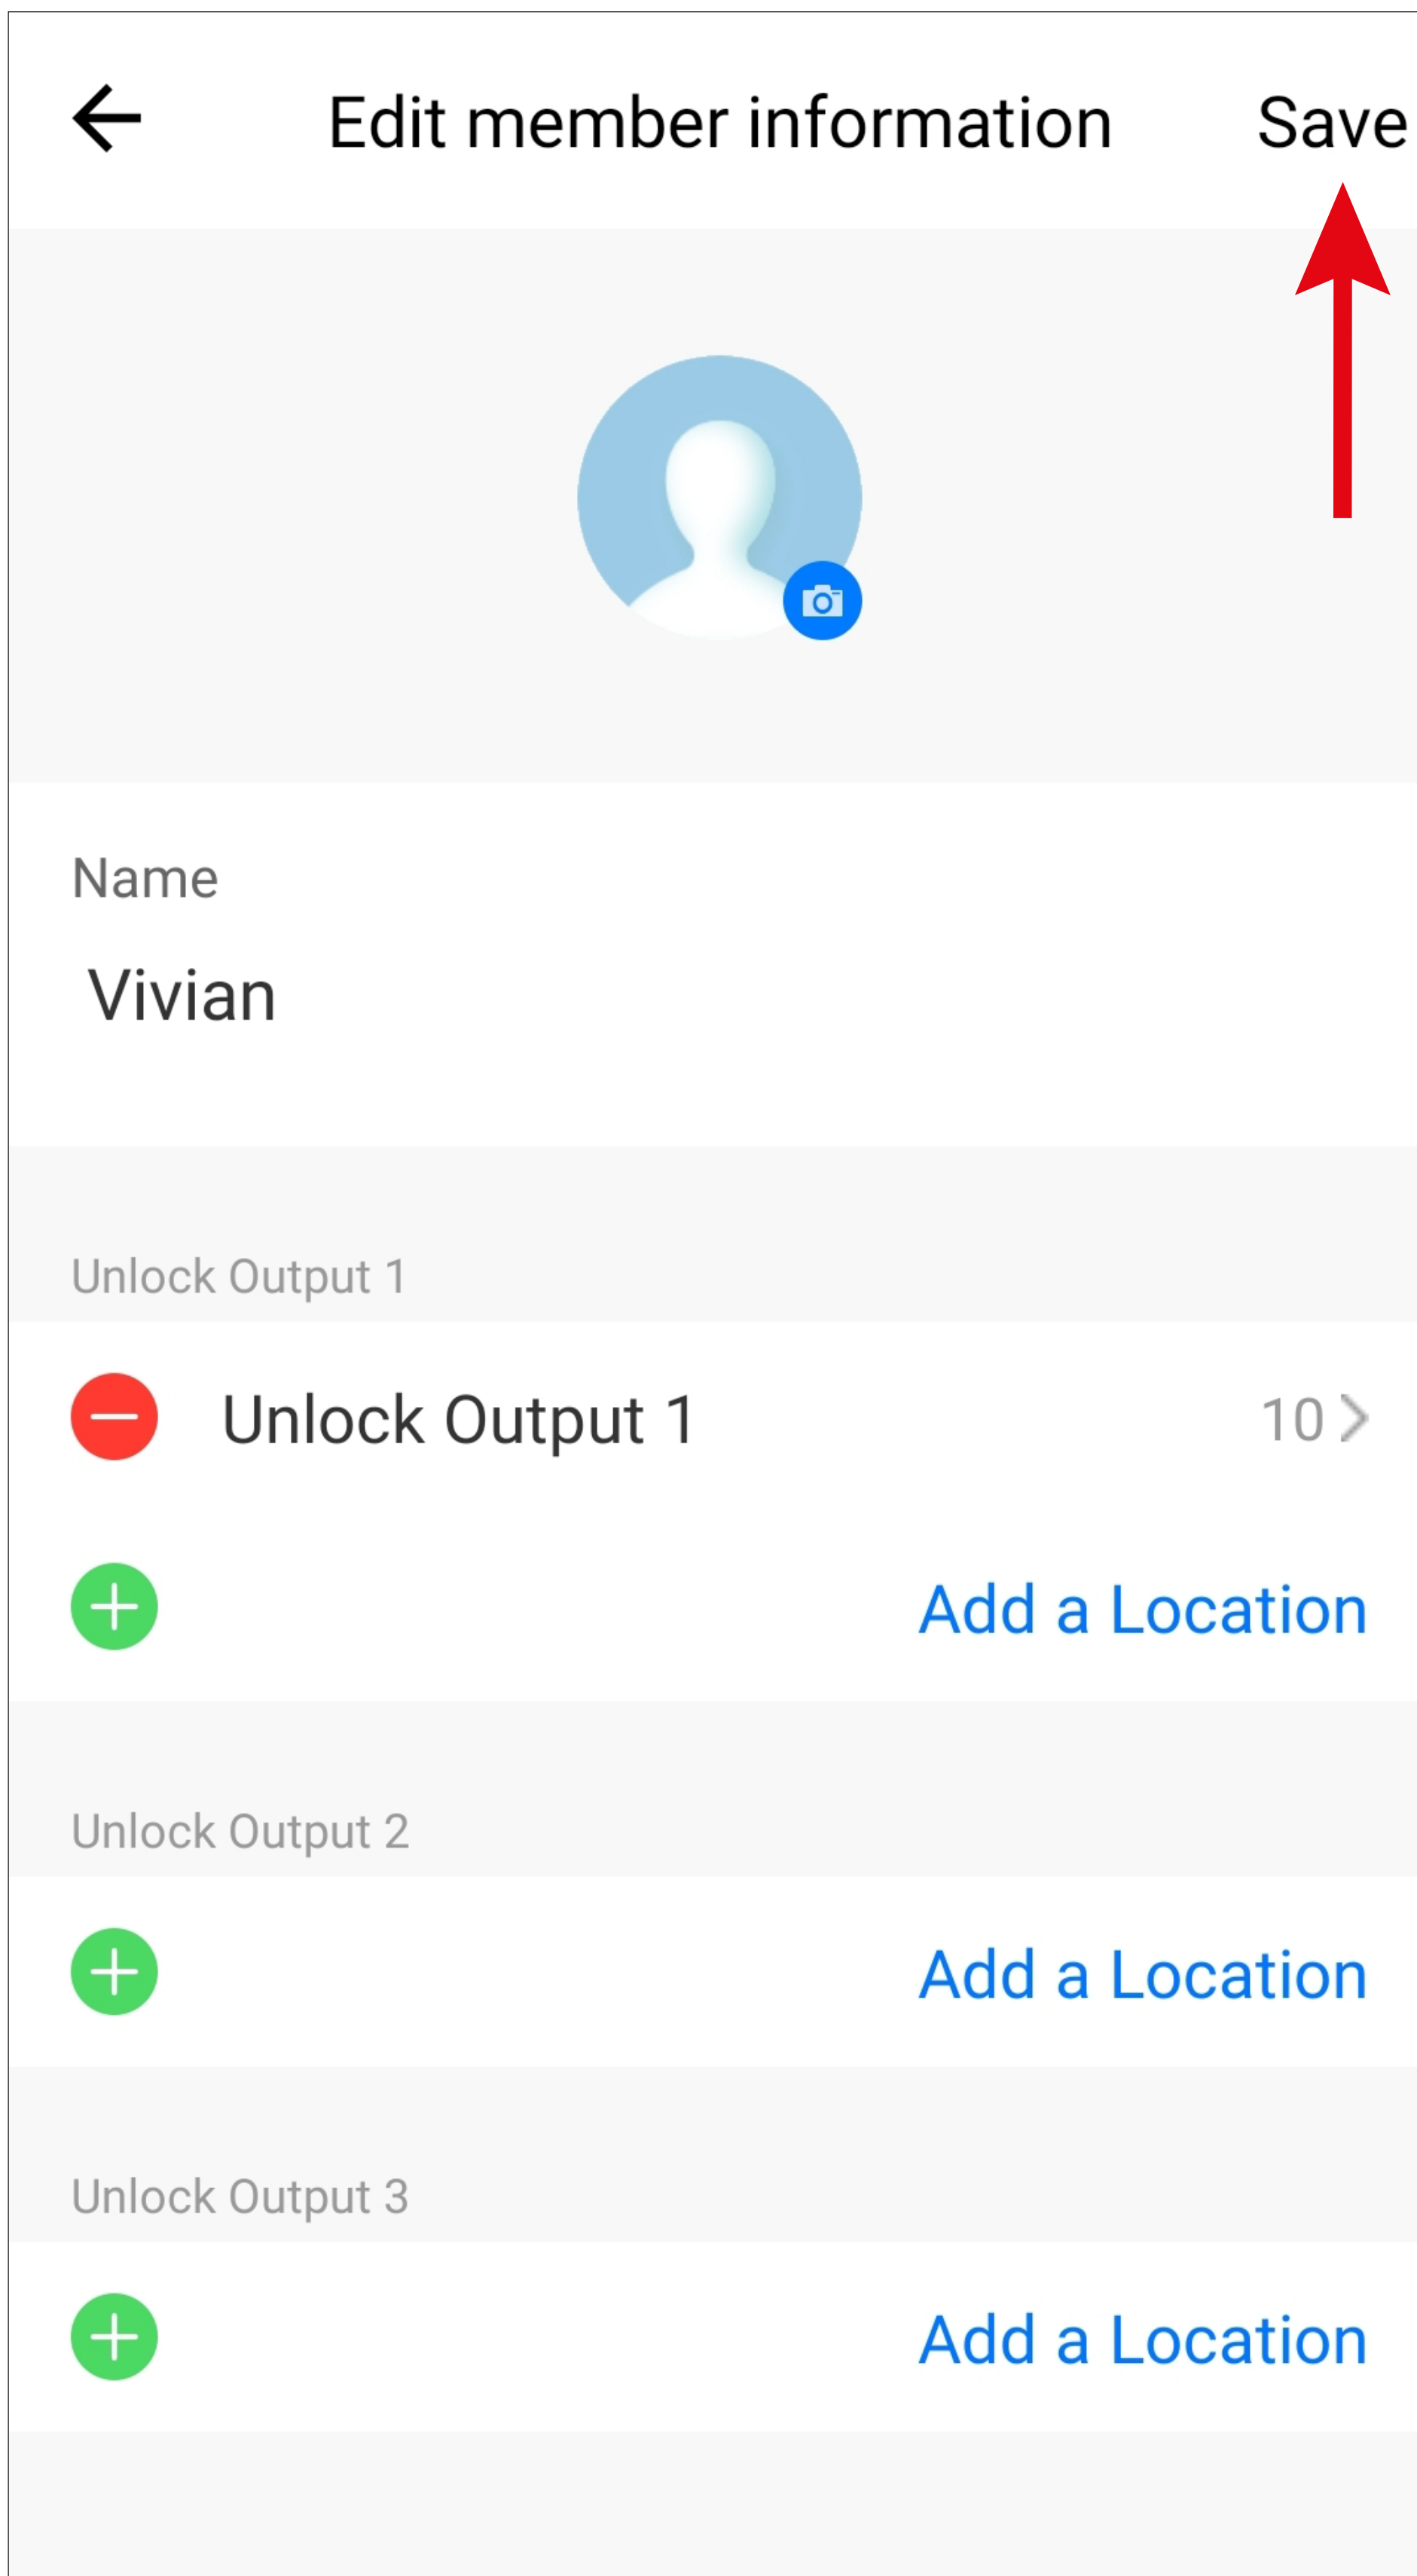 Edit member information Save
Name
Vivian
Unlock Output 1
Unlock Output 1 10
Add a Location
Unlock Output 2
Add a Location
Unlock Output 3
Add a Location